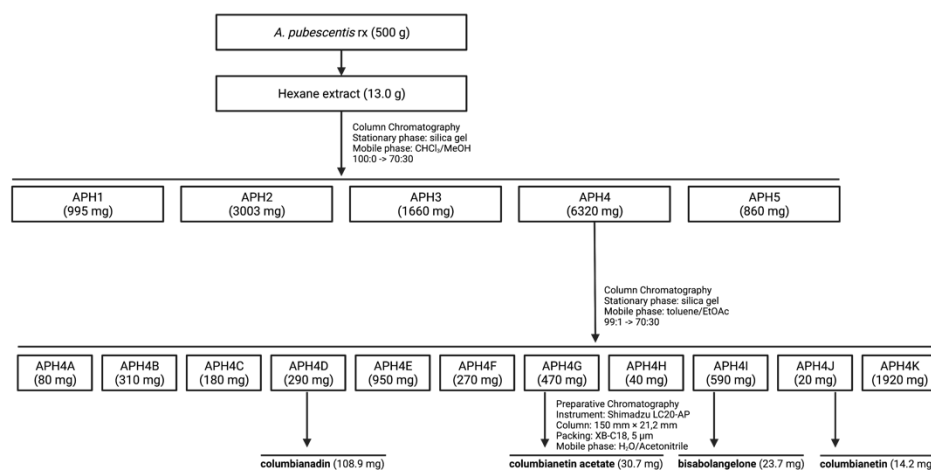 A. pubescentis rx (500 g)
Hexane extract (13.0 g)
Column Chromatography
Stationary phase: silica gel
Mobile phase: CHCl₃/MeOH
100:0 -> 70:30
APH1
(995 mg)
APH2
(3003 mg)
APH3
(1660 mg)
APH4
(6320 mg)
APH5
(860 mg)
Column Chromatography
Stationary phase: silica gel
Mobile phase: toluene/EtOAc
99:1 -> 70:30
APH4A
(80 mg)
APH4B
(310 mg)
APH4C
(180 mg)
APH4D
(290 mg)
APH4E
(950 mg)
APH4F
(270 mg)
APH4G
(470 mg)
APH4H
(40 mg)
APH4I
(590 mg)
APH4J
(20 mg)
APH4K
(1920 mg)
Preparative Chromatography
Instrument: Shimadzu LC20-AP
Column: 150 mm × 21,2 mm
Packing: XB-C18, 5 μm
Mobile phase: H₂O/Acetonitrile
columbianadin (108.9 mg)
columbianetin acetate (30.7 mg)
bisabolangelone (23.7 mg)
columbianetin (14.2 mg)